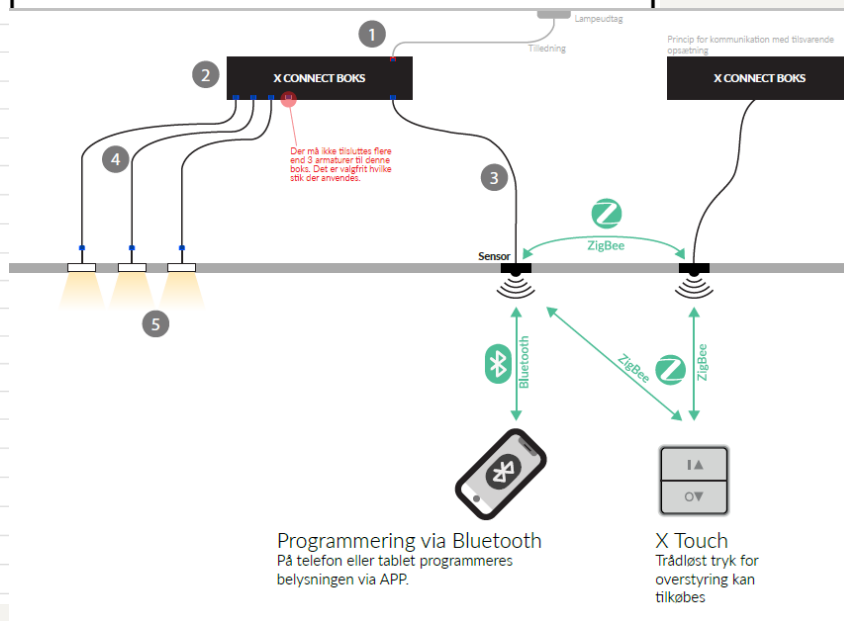 Lampeudtag
1
Tilledning
Princip for kommunikation med tilsvarende
opsætning
2
X CONNECT BOKS
X CONNECT BOKS
Der må ikke tilsluttes flere
end 3 armaturer til denne
boks. Det er valgfrit hvilke
stik der anvendes.
4
3
ZigBee
Sensor
5
Bluetooth
ZigBee
ZigBee
I▲
O▼
Programmering via Bluetooth
På telefon eller tablet programmeres
belysningen via APP.
X Touch
Trådløst tryk for
overstyring kan
tilkøbes